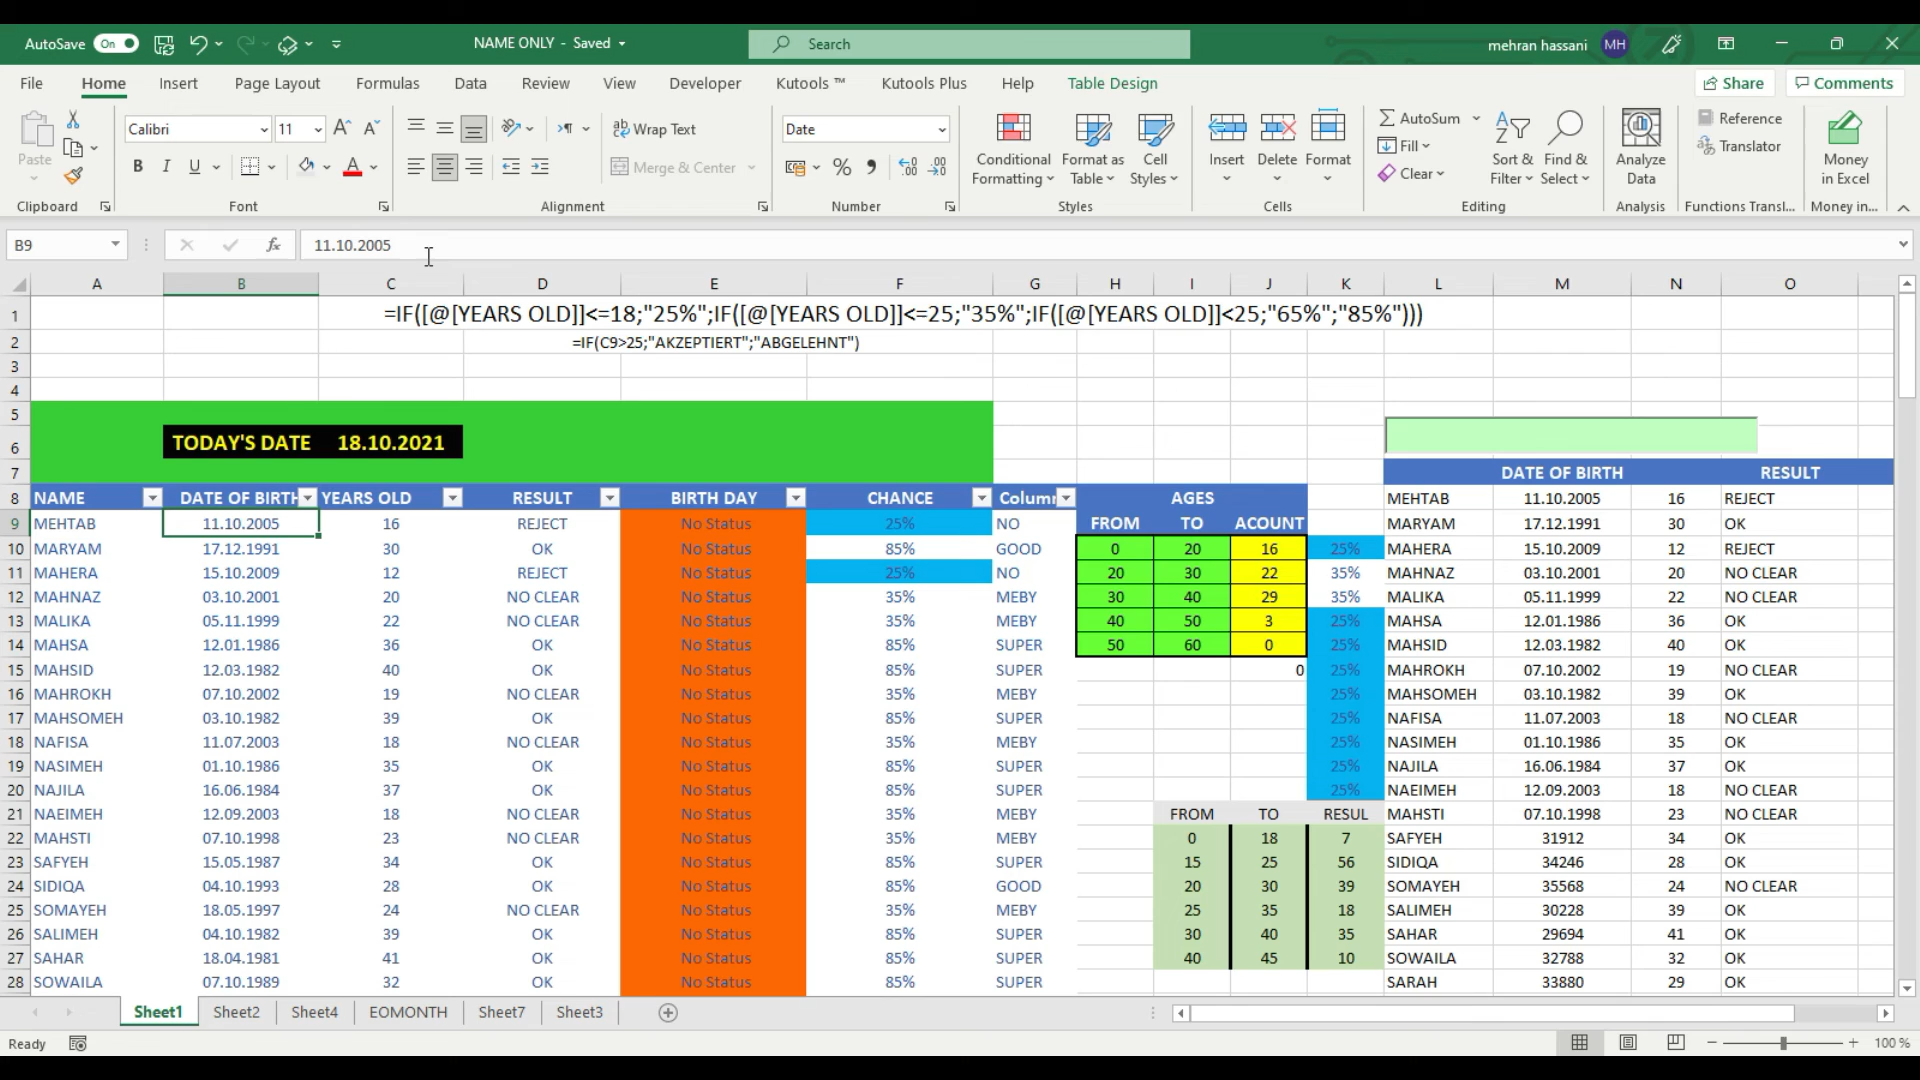 AutoSave On NAME ONLY - Saved Search mehran hassani MH
File Home Insert Page Layout Formulas Data Review View Developer Kutools ™ Kutools Plus Help Table Design Share Comments
Calibri 11 Wrap Text Date AutoSum Reference
Paste Merge & Center Conditional Formatting Format as Table Cell Styles Insert Delete Format Fill Clear Sort & Filter Find & Select Analyze Data Translator Money in Excel
Clipboard Font Alignment Number Styles Cells Editing Analysis Functions Transl... Money in...
B9 fx 11.10.2005
A B C D E F G H I J K L M N O
1 =IF([@[YEARS OLD]]<=18;"25%";IF([@[YEARS OLD]]<=25;"35%";IF([@[YEARS OLD]]<25;"65%";"85%")))
2 =IF(C9>25;"AKZEPTIERT";"ABGELEHNT")
3
4
5
6 TODAY'S DATE 18.10.2021
7 DATE OF BIRTH RESULT
8 NAME DATE OF BIRTH YEARS OLD RESULT BIRTH DAY CHANCE Colum AGES MEHTAB 11.10.2005 16 REJECT
9 MEHTAB 11.10.2005 16 REJECT No Status 25% NO FROM TO ACOUNT MARYAM 17.12.1991 30 OK
10 MARYAM 17.12.1991 30 OK No Status 85% GOOD 0 20 16 25% MAHERA 15.10.2009 12 REJECT
11 MAHERA 15.10.2009 12 REJECT No Status 25% NO 20 30 22 35% MAHNAZ 03.10.2001 20 NO CLEAR
12 MAHNAZ 03.10.2001 20 NO CLEAR No Status 35% MEBY 30 40 29 35% MALIKA 05.11.1999 22 NO CLEAR
13 MALIKA 05.11.1999 22 NO CLEAR No Status 35% MEBY 40 50 3 25% MAHSA 12.01.1986 36 OK
14 MAHSA 12.01.1986 36 OK No Status 85% SUPER 50 60 0 25% MAHSID 12.03.1982 40 OK
15 MAHSID 12.03.1982 40 OK No Status 85% SUPER 0 25% MAHROKH 07.10.2002 19 NO CLEAR
16 MAHROKH 07.10.2002 19 NO CLEAR No Status 35% MEBY 25% MAHSOMEH 03.10.1982 39 OK
17 MAHSOMEH 03.10.1982 39 OK No Status 85% SUPER 25% NAFISA 11.07.2003 18 NO CLEAR
18 NAFISA 11.07.2003 18 NO CLEAR No Status 35% MEBY 25% NASIMEH 01.10.1986 35 OK
19 NASIMEH 01.10.1986 35 OK No Status 85% SUPER 25% NAJILA 16.06.1984 37 OK
20 NAJILA 16.06.1984 37 OK No Status 85% SUPER 25% NAEIMEH 12.09.2003 18 NO CLEAR
21 NAEIMEH 12.09.2003 18 NO CLEAR No Status 35% MEBY FROM TO RESUL MAHSTI 07.10.1998 23 NO CLEAR
22 MAHSTI 07.10.1998 23 NO CLEAR No Status 35% MEBY 0 18 7 SAFYEH 31912 34 OK
23 SAFYEH 15.05.1987 34 OK No Status 85% SUPER 15 25 56 SIDIQA 34246 28 OK
24 SIDIQA 04.10.1993 28 OK No Status 85% GOOD 20 30 39 SOMAYEH 35568 24 NO CLEAR
25 SOMAYEH 18.05.1997 24 NO CLEAR No Status 35% MEBY 25 35 18 SALIMEH 30228 39 OK
26 SALIMEH 04.10.1982 39 OK No Status 85% SUPER 30 40 35 SAHAR 29694 41 OK
27 SAHAR 18.04.1981 41 OK No Status 85% SUPER 40 45 10 SOWAILA 32788 32 OK
28 SOWAILA 07.10.1989 32 OK No Status 85% SUPER SARAH 33880 29 OK
Sheet1 Sheet2 Sheet4 EOMONTH Sheet7 Sheet3
Ready 100 %